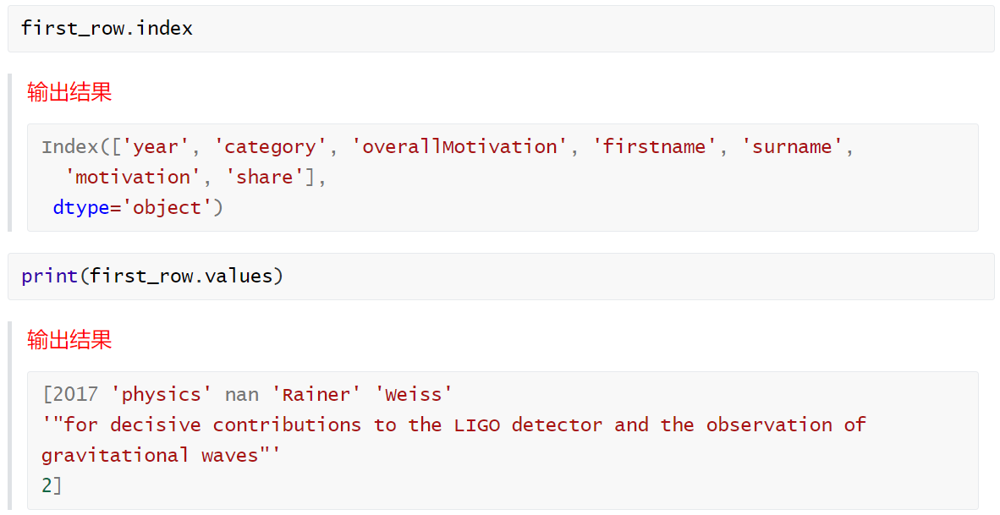 first_row.index
输出结果
Index(['year', 'category', 'overallMotivation', 'firstname', 'surname',
'motivation', 'share'],
dtype='object')
print(first_row.values)
输出结果
[2017 'physics' nan 'Rainer' 'Weiss'
'"for decisive contributions to the LIGO detector and the observation of
gravitational waves"'
2]